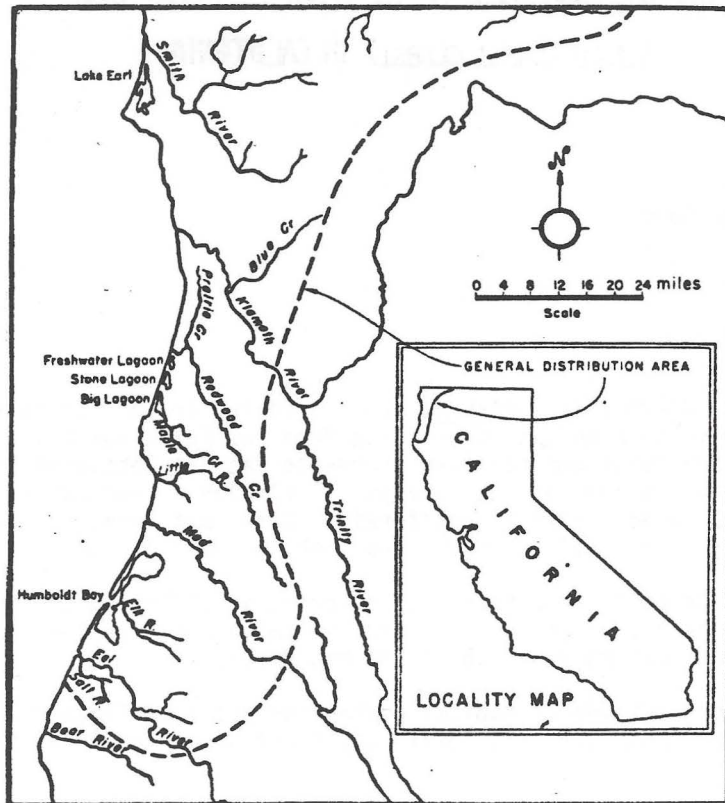 Smith River
Lake Earl
N
Blue Cr
Prairie Cr
Klamath River
0 4 8 12 16 20 24 miles
Scale
Freshwater Lagoon
Stone Lagoon
Big Lagoon
GENERAL DISTRIBUTION AREA
Redwood Cr
Maple Cr
Little R.
CALIFORNIA
Trinity River
Mad River
Humboldt Bay
Elk R.
Eel River
Salt R.
Bear River
LOCALITY MAP